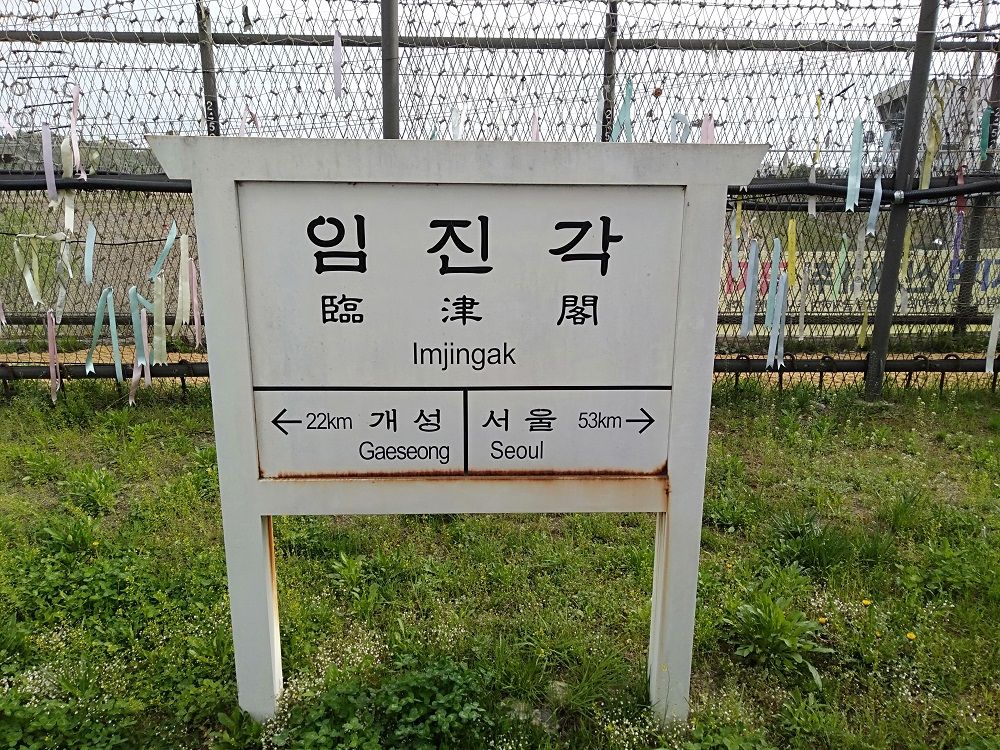 임진각
臨津閣
Imjingak
← 22km 개성
Gaeseong
서울 53km →
Seoul